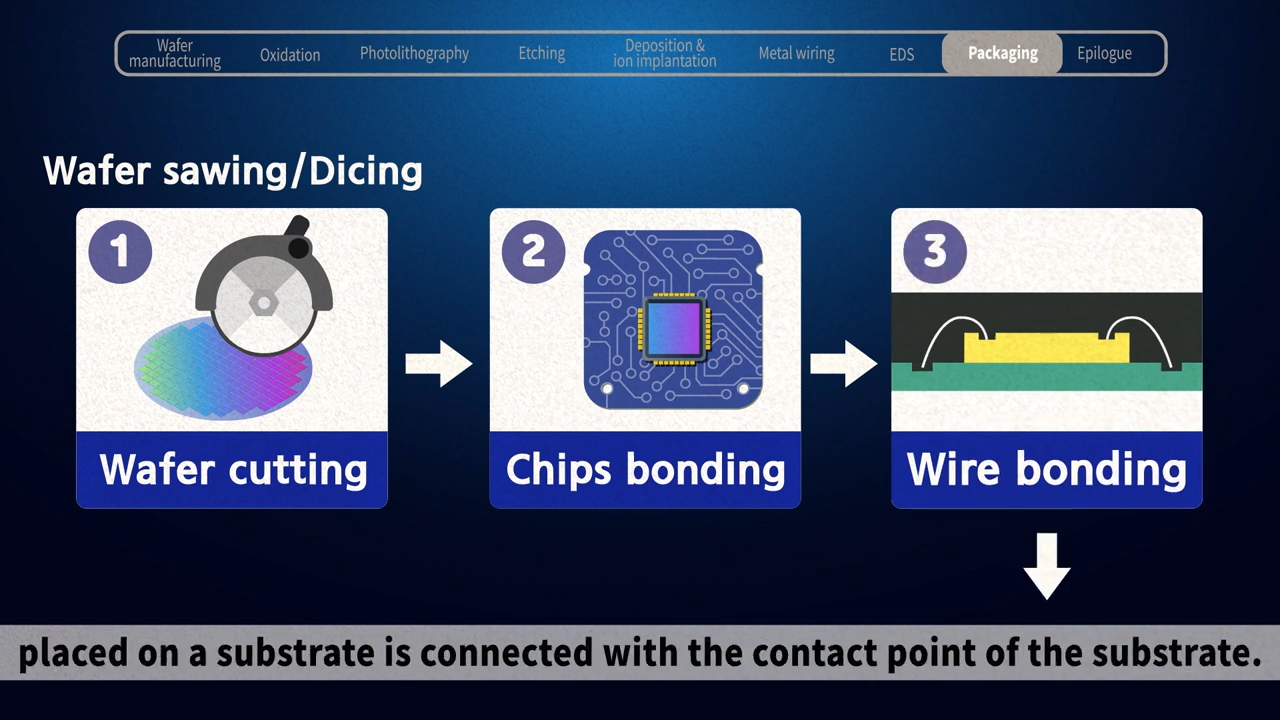 Wafer
manufacturing
Oxidation
Photolithography
Etching
Deposition &
ion implantation
Metal wiring
EDS
Packaging
Epilogue
Wafer sawing/Dicing
1
2
3
Wafer cutting
Chips bonding
Wire bonding
placed on a substrate is connected with the contact point of the substrate.